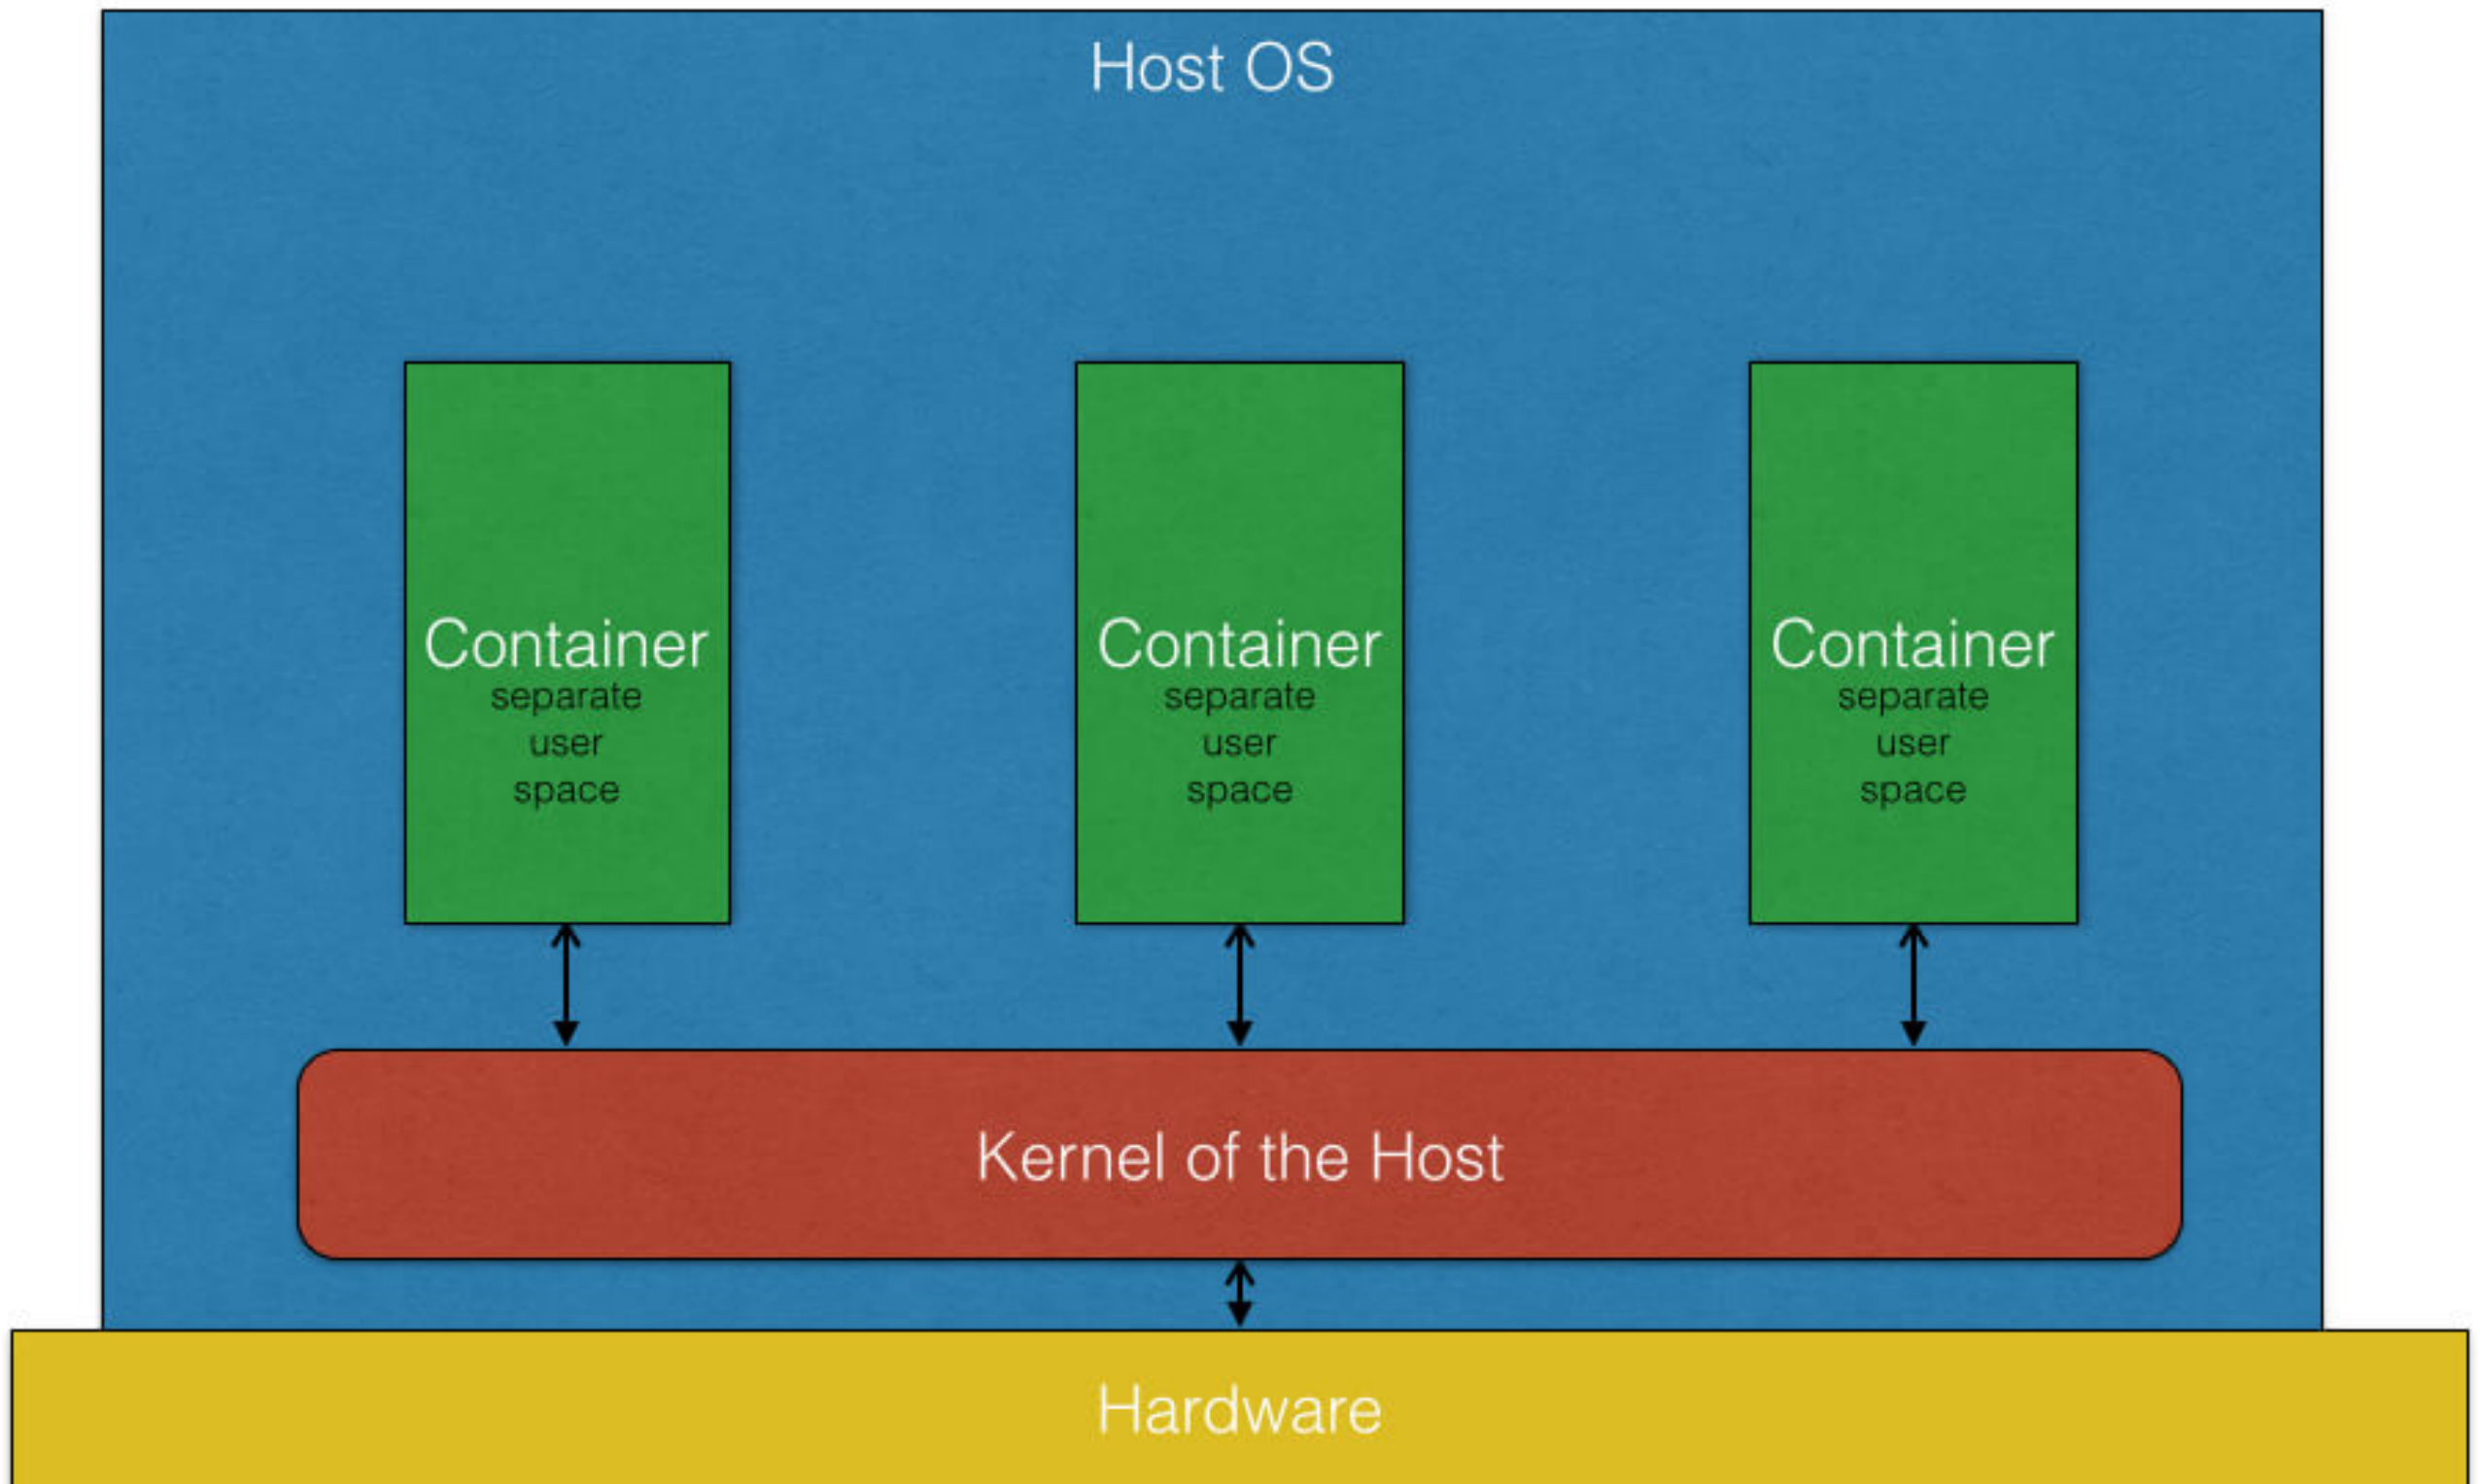 Host OS
Container
separate
user
space
Container
separate
user
space
Container
separate
user
space
Kernel of the Host
Hardware